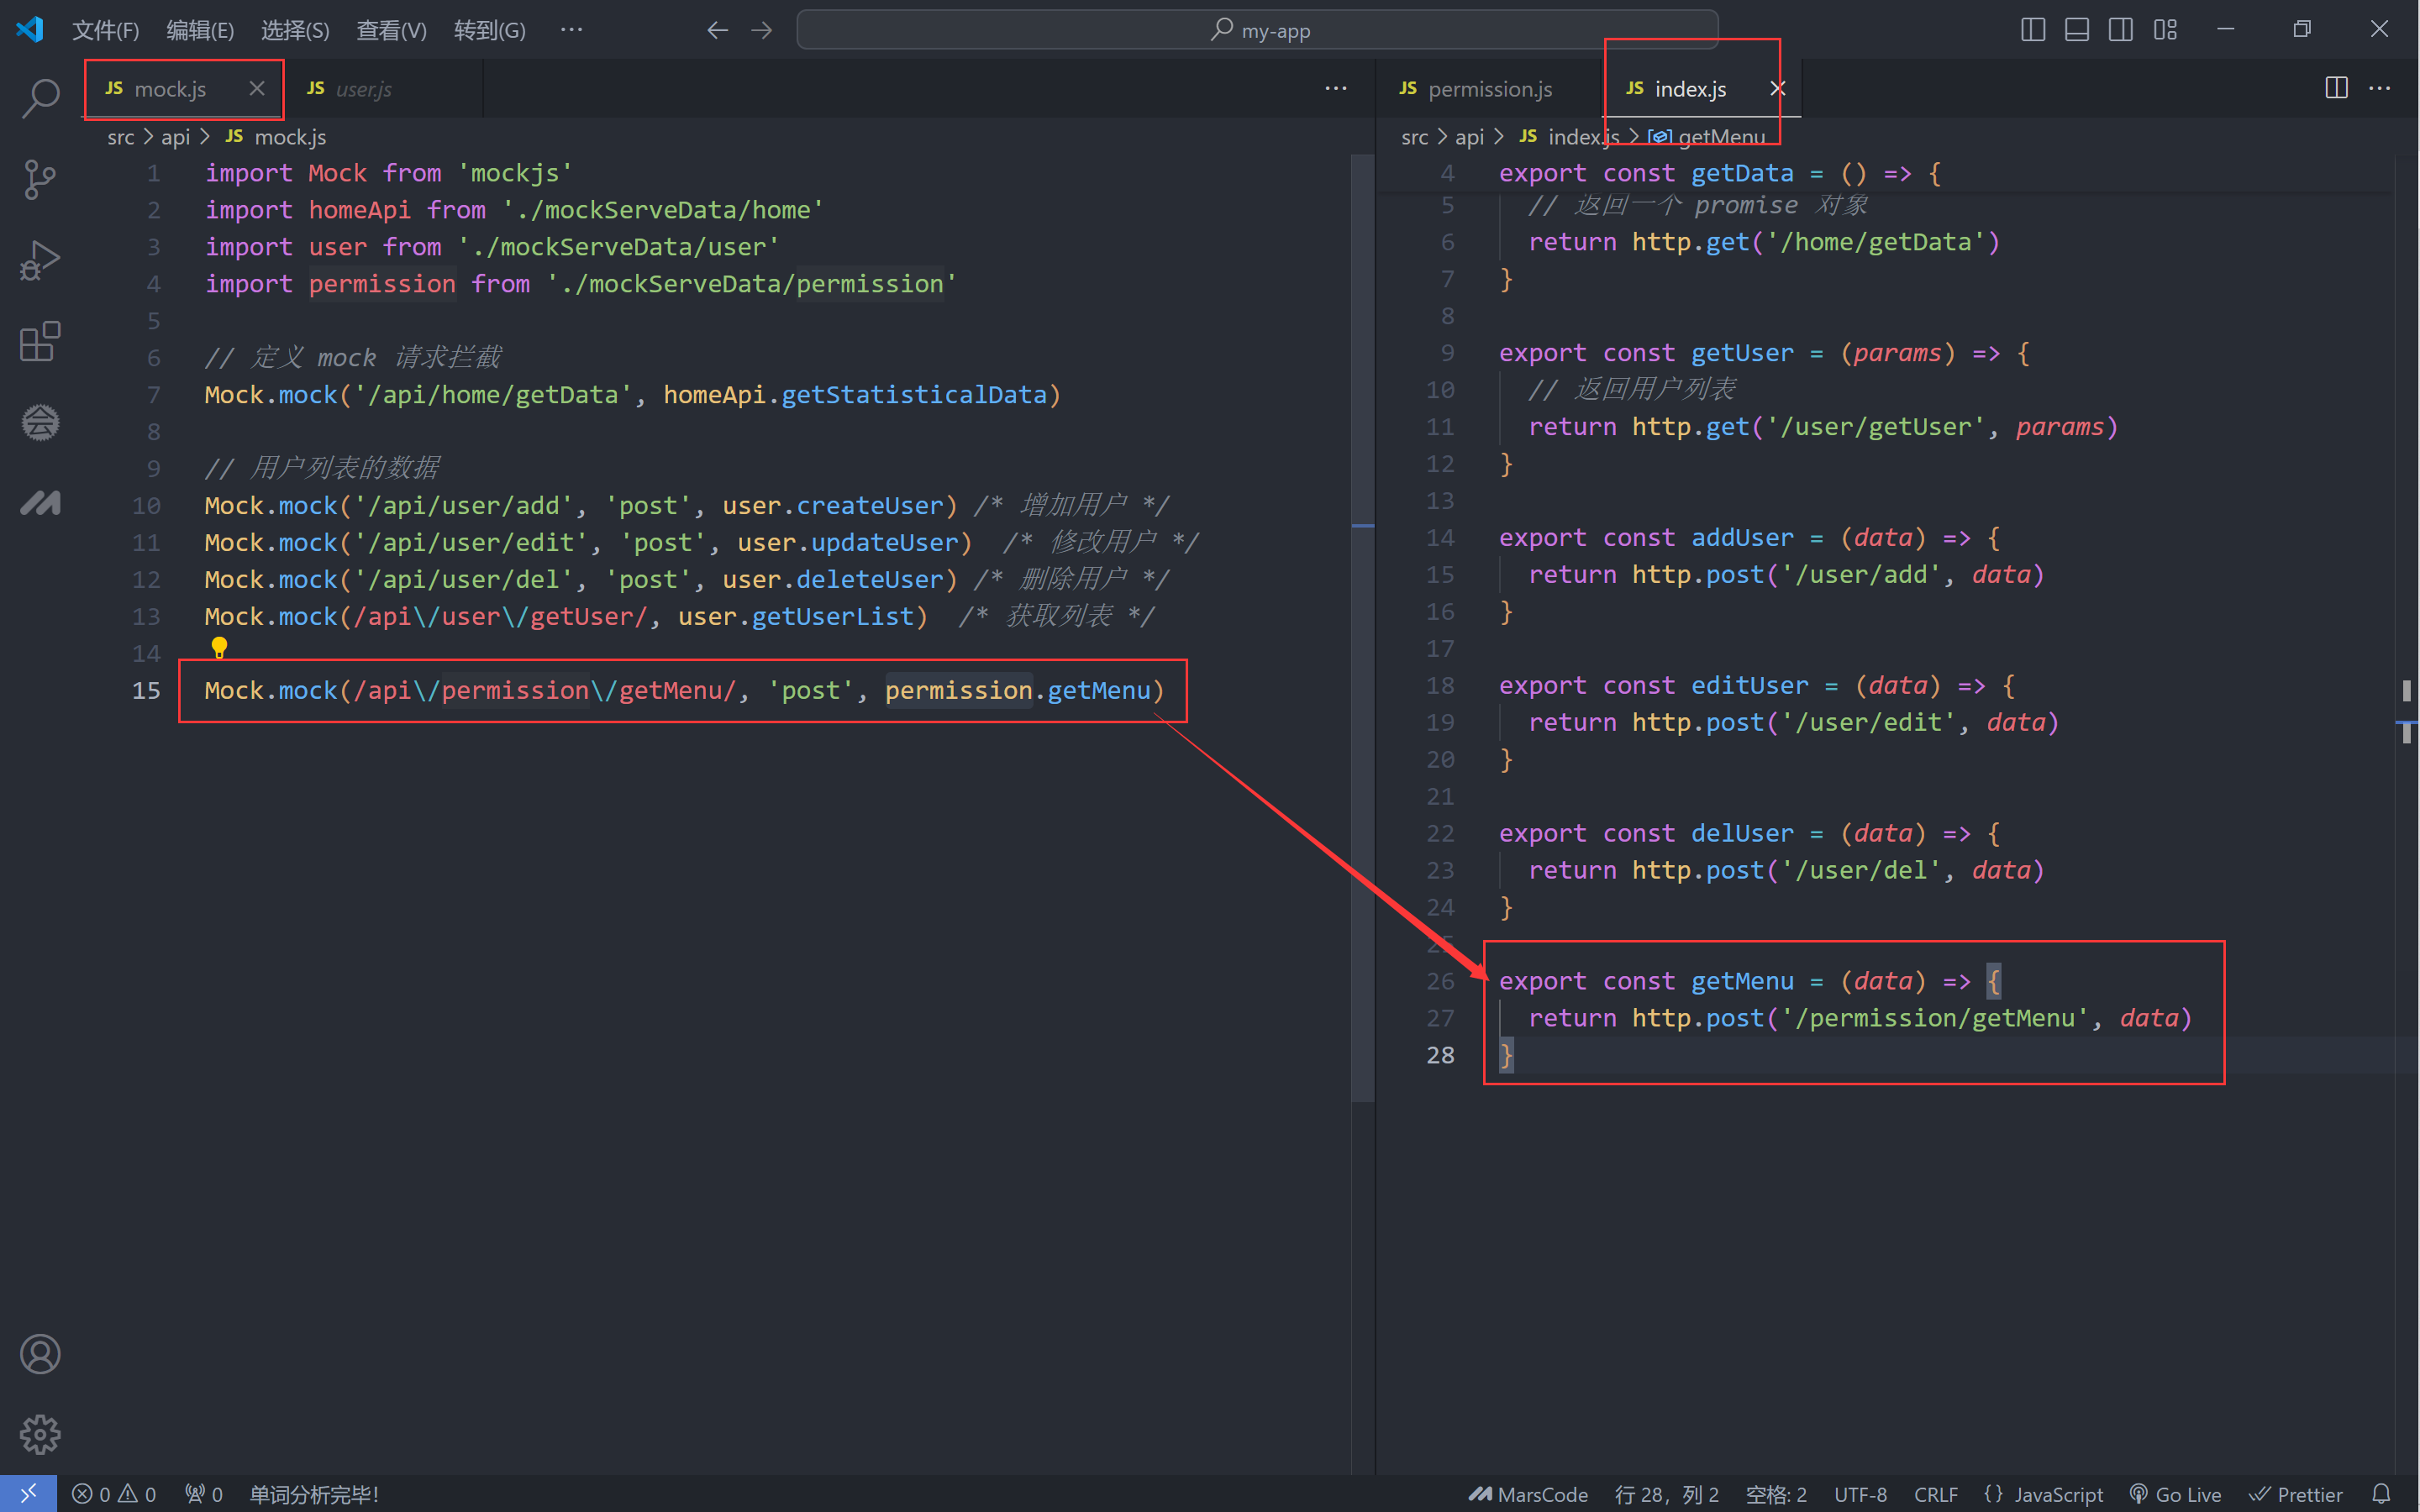 文件(F) 编辑(E) 选择(S) 查看(V) 转到(G) ··· my-app
JS mock.js JS user.js
src > api > JS mock.js
1 import Mock from 'mockjs'
2 import homeApi from './mockServeData/home'
3 import user from './mockServeData/user'
4 import permission from './mockServeData/permission'
5
6 // 定义 mock 请求拦截
7 Mock.mock('/api/home/getData', homeApi.getStatisticalData)
8
9 // 用户列表的数据
10 Mock.mock('/api/user/add', 'post', user.createUser) /* 增加用户 */
11 Mock.mock('/api/user/edit', 'post', user.updateUser)  /* 修改用户 */
12 Mock.mock('/api/user/del', 'post', user.deleteUser) /* 删除用户 */
13 Mock.mock(/api\/user\/getUser/, user.getUserList)  /* 获取列表 */
14
15 Mock.mock(/api\/permission\/getMenu/, 'post', permission.getMenu)
JS permission.js JS index.js
src > api > JS index.js > getMenu
4 export const getData = () => {
5   // 返回一个 promise 对象
6   return http.get('/home/getData')
7 }
8
9 export const getUser = (params) => {
10   // 返回用户列表
11   return http.get('/user/getUser', params)
12 }
13
14 export const addUser = (data) => {
15   return http.post('/user/add', data)
16 }
17
18 export const editUser = (data) => {
19   return http.post('/user/edit', data)
20 }
21
22 export const delUser = (data) => {
23   return http.post('/user/del', data)
24 }
25
26 export const getMenu = (data) => {
27   return http.post('/permission/getMenu', data)
28 }
会
0 0 0 单词分析完毕! MarsCode 行 28，列 2 空格: 2 UTF-8 CRLF {} JavaScript Go Live Prettier